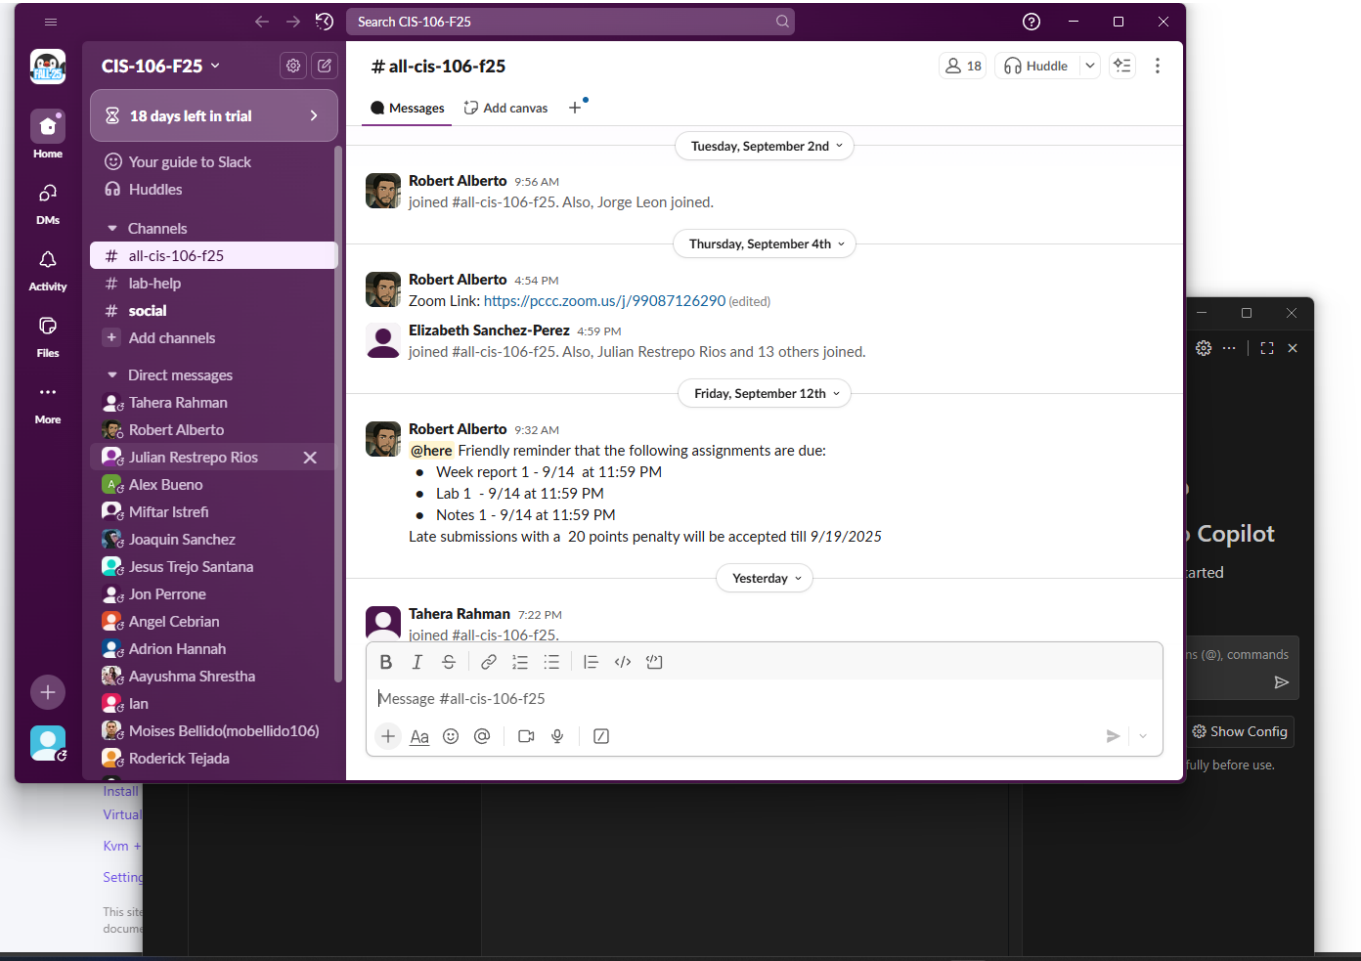 Search CIS-106-F25
CIS-106-F25
18 days left in trial
Your guide to Slack
Huddles
Channels
# all-cis-106-f25
# lab-help
# social
+ Add channels
Direct messages
Tahera Rahman
Robert Alberto
Julian Restrepo Rios
A Alex Bueno
Miftar Istrefi
Joaquin Sanchez
Jesus Trejo Santana
Jon Perrone
Angel Cebrian
Adrion Hannah
Aayushma Shrestha
Ian
Moises Bellido(mobellido106)
Roderick Tejada
Home
DMs
Activity
Files
More
# all-cis-106-f25
18
Huddle
Messages
Add canvas
Tuesday, September 2nd
Robert Alberto 9:56 AM
joined #all-cis-106-f25. Also, Jorge Leon joined.
Thursday, September 4th
Robert Alberto 4:54 PM
Zoom Link: https://pccc.zoom.us/j/99087126290 (edited)
Elizabeth Sanchez-Perez 4:59 PM
joined #all-cis-106-f25. Also, Julian Restrepo Rios and 13 others joined.
Friday, September 12th
Robert Alberto 9:32 AM
@here Friendly reminder that the following assignments are due:
• Week report 1 - 9/14 at 11:59 PM
• Lab 1 - 9/14 at 11:59 PM
• Notes 1 - 9/14 at 11:59 PM
Late submissions with a 20 points penalty will be accepted till 9/19/2025
Yesterday
Tahera Rahman 7:22 PM
joined #all-cis-106-f25.
B I S
Message #all-cis-106-f25
Aa
Copilot
arted
ns (@), commands
Show Config
fully before use.
Install
Virtual
Kvm +
Setting
This site
docume